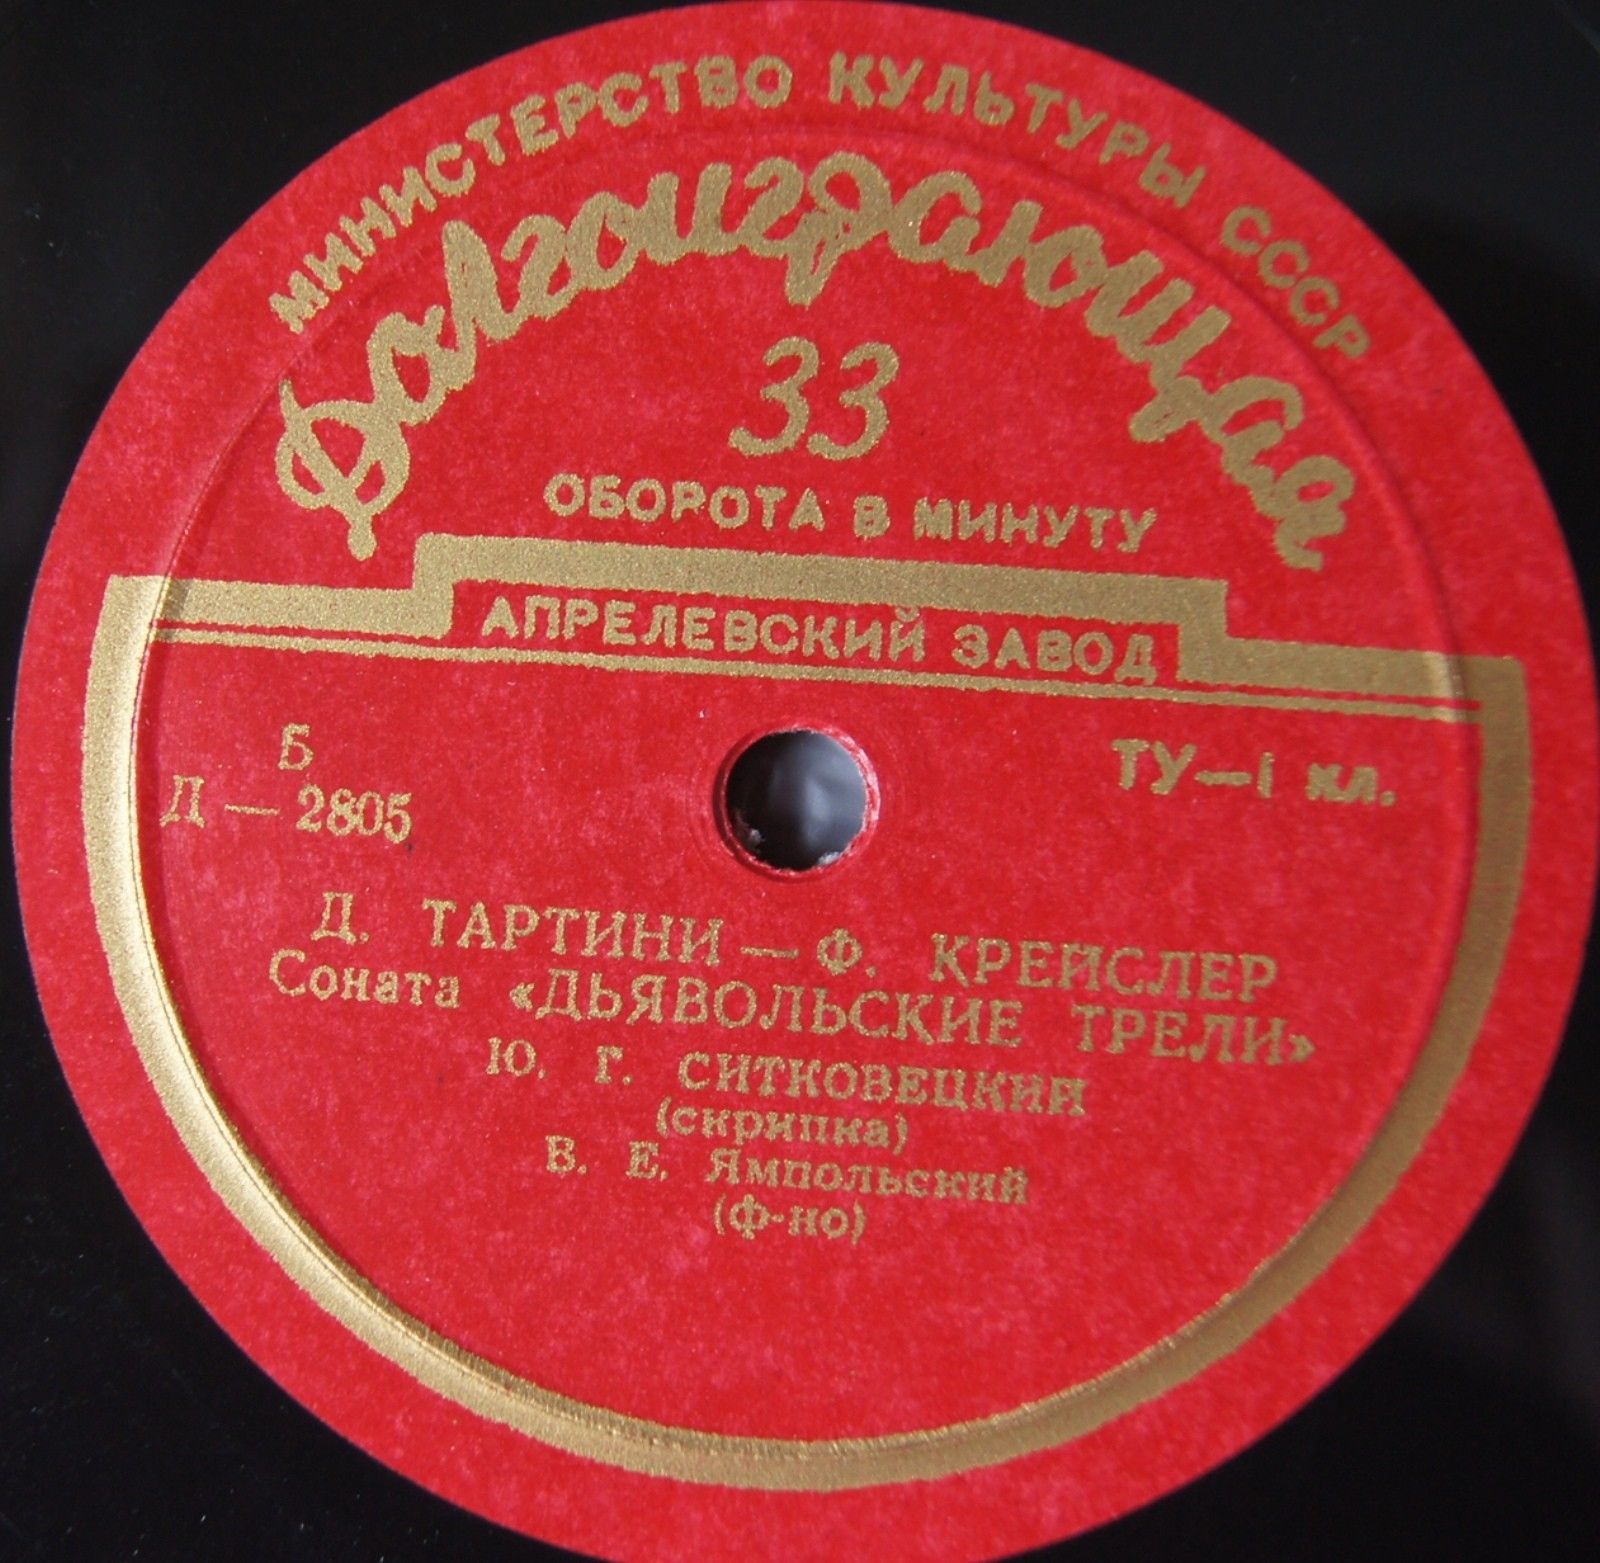 МИНИСТЕРСТВО КУЛЬТУРЫ СССР
Долгоиграющая
33
ОБОРОТА В МИНУТУ
АПРЕЛЕВСКИЙ ЗАВОД
Б
Д — 2805
ТУ—I кл.
Д. ТАРТИНИ — Ф. КРЕЙСЛЕР
Соната «ДЬЯВОЛЬСКИЕ ТРЕЛИ»
Ю. Г. СИТКОВЕЦКИЙ
(скрипка)
В. Е. Ямпольский
(ф-но)